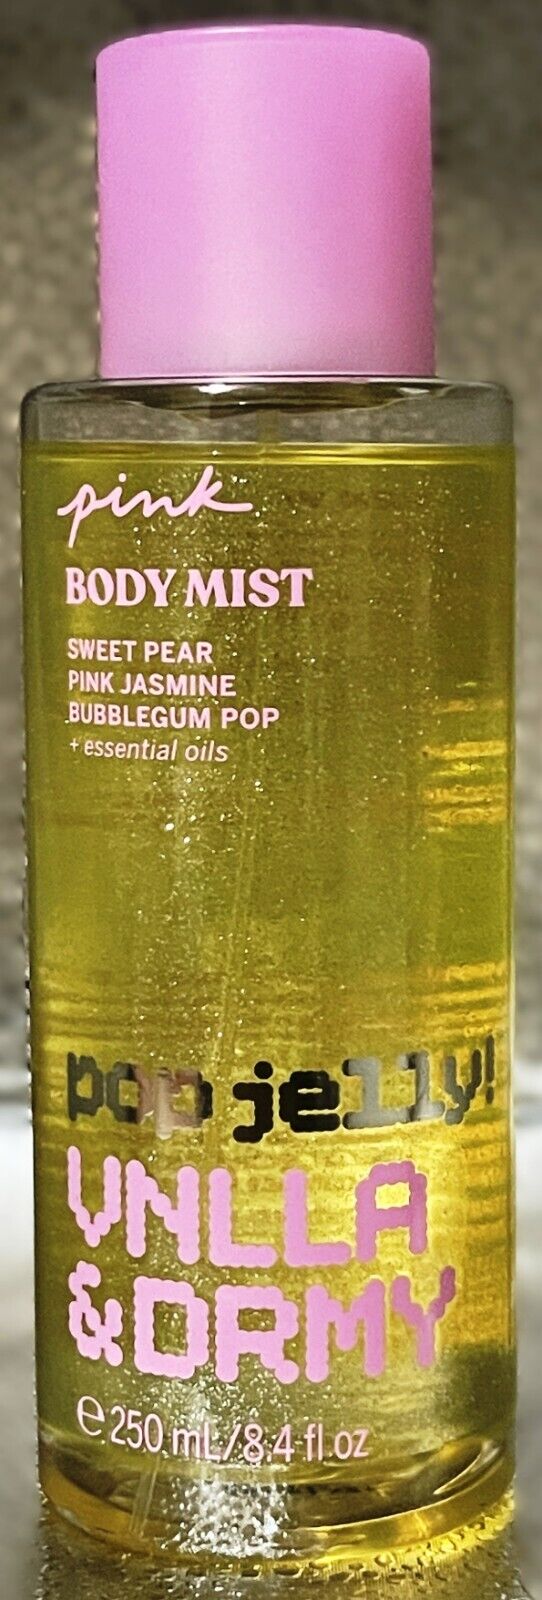 pink
BODY MIST
SWEET PEAR
PINK JASMINE
BUBBLEGUM POP
+ essential oils
pop jelly!
VNLLA
&DRMY
℮ 250 mL/8.4 fl oz